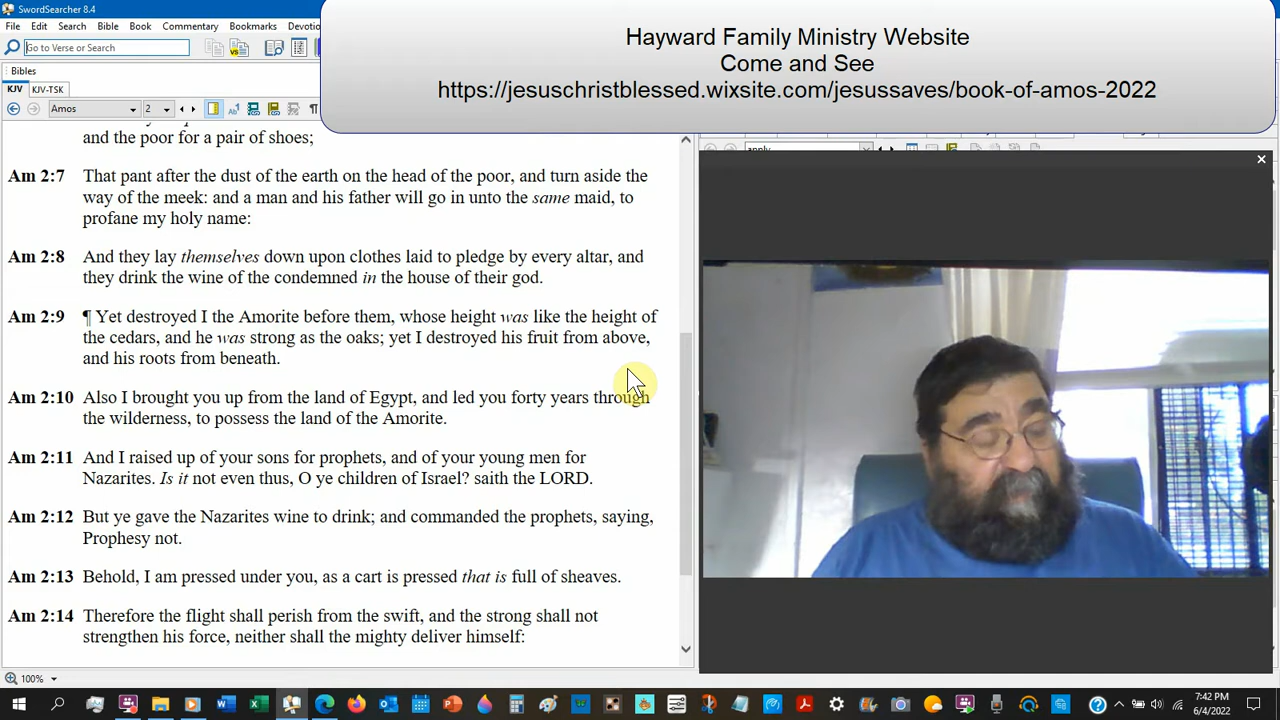 SwordSearcher 8.4
File Edit Search Bible Book Commentary Bookmarks Devotio
Hayward Family Ministry Website
Come and See
https://jesuschristblessed.wixsite.com/jesussaves/book-of-amos-2022
Go to Verse or Search
VS
Bibles
KJV KJV-TSK
Amos 2
apply
and the poor for a pair of shoes;
Am 2:7 That pant after the dust of the earth on the head of the poor, and turn aside the
way of the meek: and a man and his father will go in unto the same maid, to
profane my holy name:
Am 2:8 And they lay themselves down upon clothes laid to pledge by every altar, and
they drink the wine of the condemned in the house of their god.
Am 2:9 ¶ Yet destroyed I the Amorite before them, whose height was like the height of
the cedars, and he was strong as the oaks; yet I destroyed his fruit from above,
and his roots from beneath.
Am 2:10 Also I brought you up from the land of Egypt, and led you forty years through
the wilderness, to possess the land of the Amorite.
Am 2:11 And I raised up of your sons for prophets, and of your young men for
Nazarites. Is it not even thus, O ye children of Israel? saith the LORD.
Am 2:12 But ye gave the Nazarites wine to drink; and commanded the prophets, saying,
Prophesy not.
Am 2:13 Behold, I am pressed under you, as a cart is pressed that is full of sheaves.
Am 2:14 Therefore the flight shall perish from the swift, and the strong shall not
strengthen his force, neither shall the mighty deliver himself:
100%
7:42 PM
6/4/2022